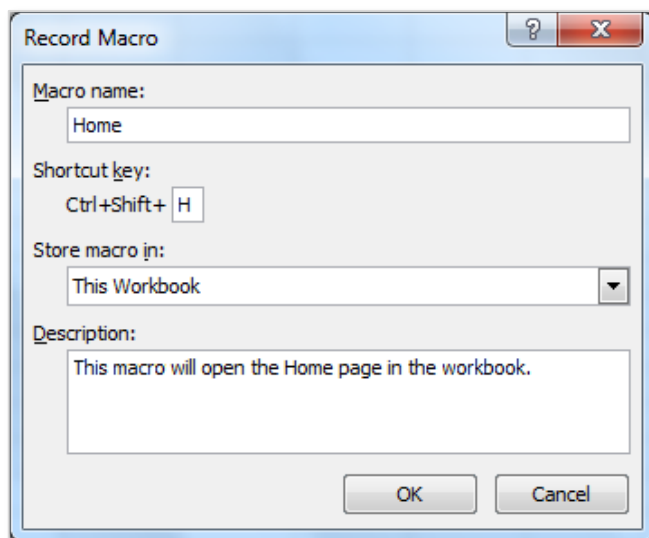 Record Macro
Macro name:
Home
Shortcut key:
Ctrl+Shift+ H
Store macro in:
This Workbook
Description:
This macro will open the Home page in the workbook.
OK Cancel